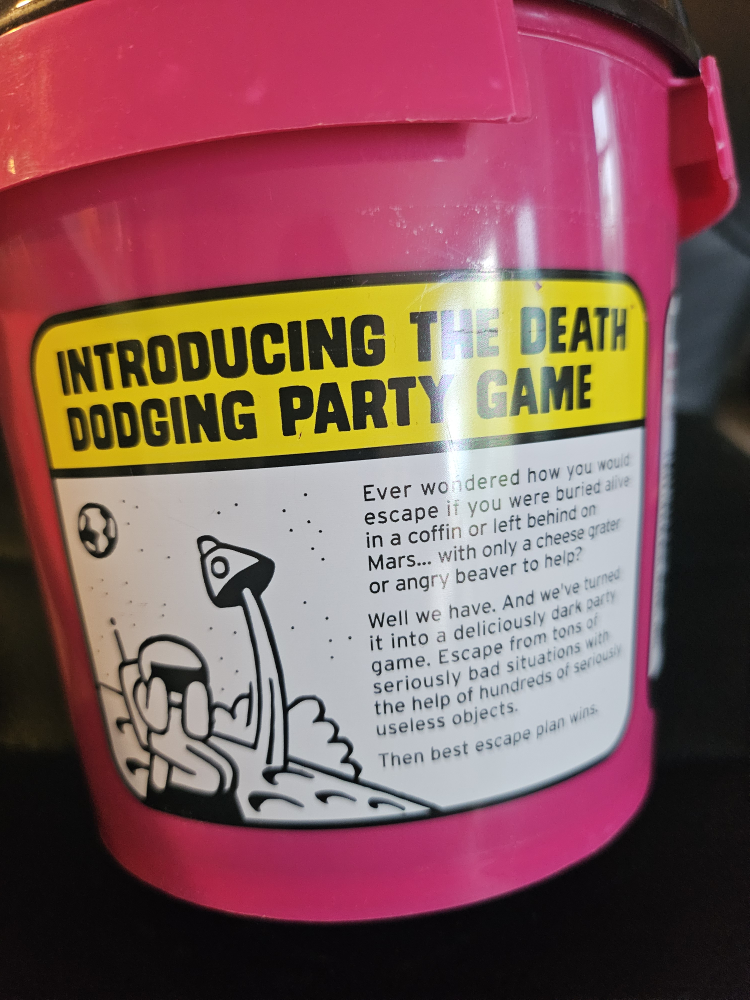 INTRODUCING THE DEATH
DODGING PARTY GAME
Ever wondered how you would
escape if you were buried alive
in a coffin or left behind on
Mars... with only a cheese grater
or angry beaver to help?
Well we have. And we've turned
it into a deliciously dark party
game. Escape from tons of
seriously bad situations with
the help of hundreds of seriously
useless objects.
Then best escape plan wins.